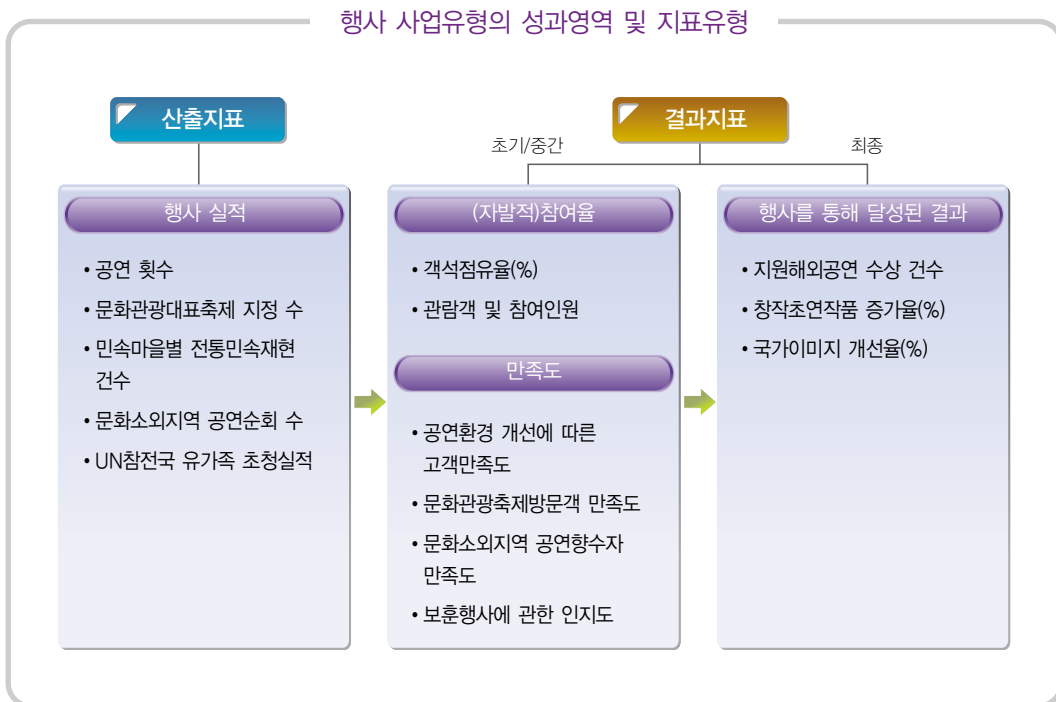 행사 사업유형의 성과영역 및 지표유형
산출지표
결과지표
초기/중간
최종
행사 실적
• 공연 횟수
• 문화관광대표축제 지정 수
• 민속마을별 전통민속재현
건수
• 문화소외지역 공연순회 수
• UN참전국 유가족 초청실적
(자발적)참여율
• 객석점유율(%)
• 관람객 및 참여인원
만족도
• 공연환경 개선에 따른
고객만족도
• 문화관광축제방문객 만족도
• 문화소외지역 공연향수자
만족도
• 보훈행사에 관한 인지도
행사를 통해 달성된 결과
• 지원해외공연 수상 건수
• 창작초연작품 증가율(%)
• 국가이미지 개선율(%)